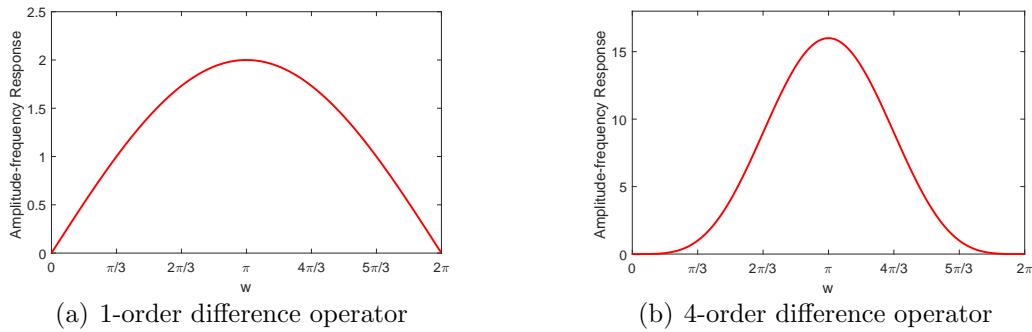 2.5
2
1.5
1
0.5
0
Amplitude-frequency Response
0 π/3 2π/3 π 4π/3 5π/3 2π
w
(a) 1-order difference operator
15
10
5
0
Amplitude-frequency Response
0 π/3 2π/3 π 4π/3 5π/3 2π
w
(b) 4-order difference operator